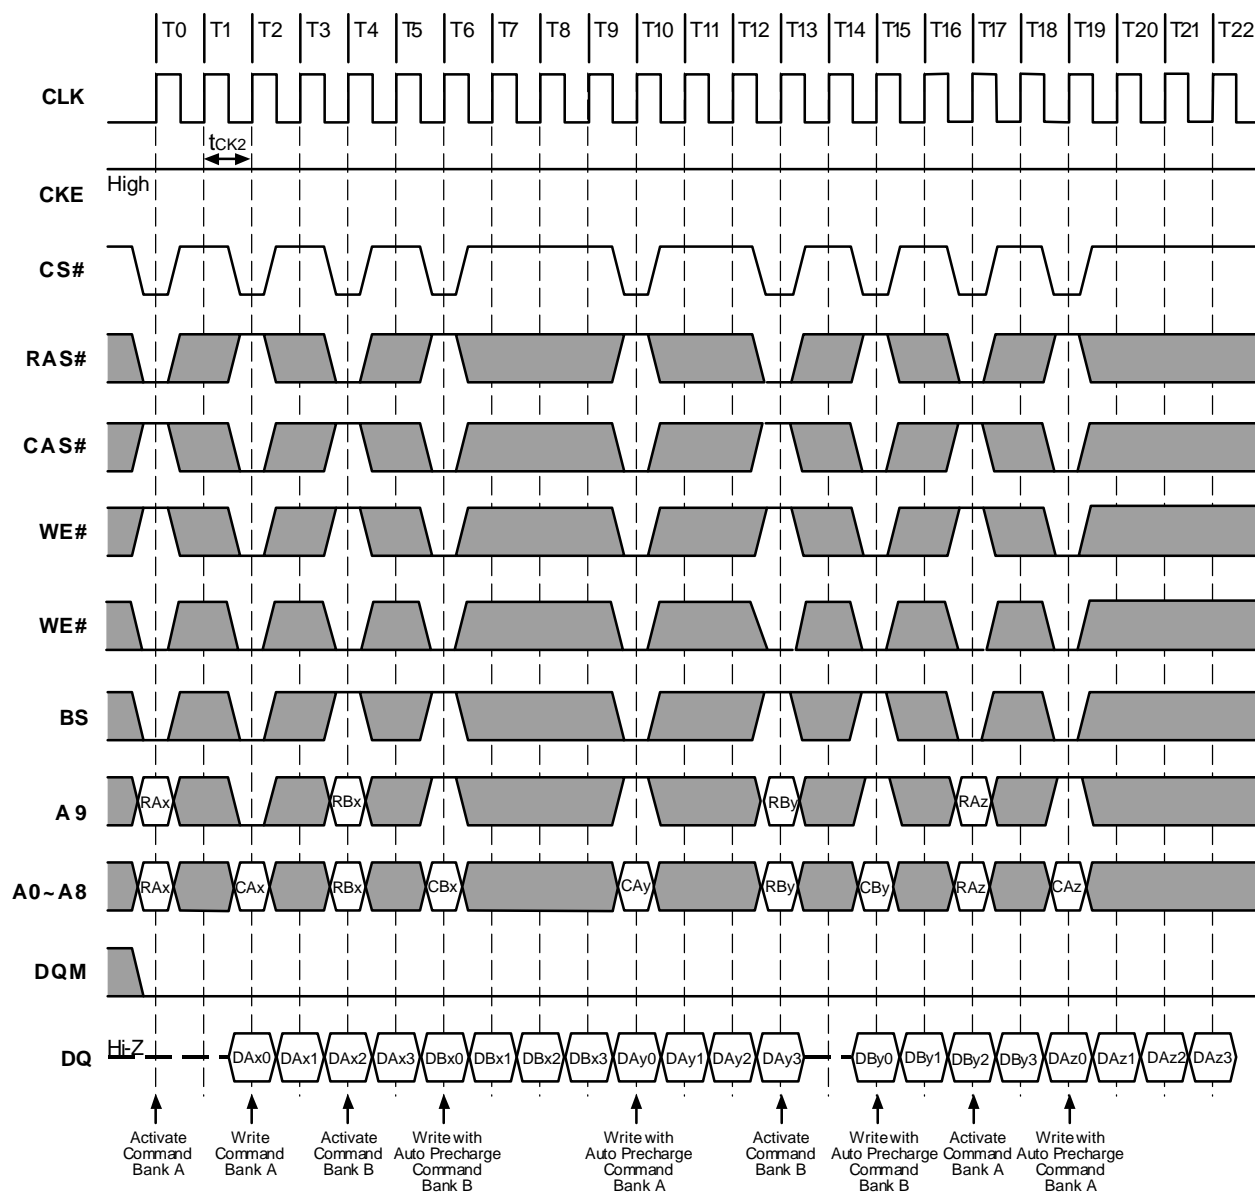 T0 T1 T2 T3 T4 T5 T6 T7 T8 T9 T10 T11 T12 T13 T14 T15 T16 T17 T18 T19 T20 T21 T22
CLK
tCK2
High
CKE
CS#
RAS#
CAS#
WE#
WE#
BS
A9 RAx RBx RBy RAz
A0~A8 RAx CAx RBx CBx CAy RBy CBy RAz CAz
DQM
DQ Hi-Z DAx0 DAx1 DAx2 DAx3 DBx0 DBx1 DBx2 DBx3 DAy0 DAy1 DAy2 DAy3 DBy0 DBy1 DBy2 DBy3 DAz0 DAz1 DAz2 DAz3
Activate
Command
Bank A
Write
Command
Bank A
Activate
Command
Bank B
Write with
Auto Precharge
Command
Bank B
Write with
Auto Precharge
Command
Bank A
Activate
Command
Bank B
Write with
Auto Precharge
Command
Bank B
Activate
Command
Bank A
Write with
Auto Precharge
Command
Bank A